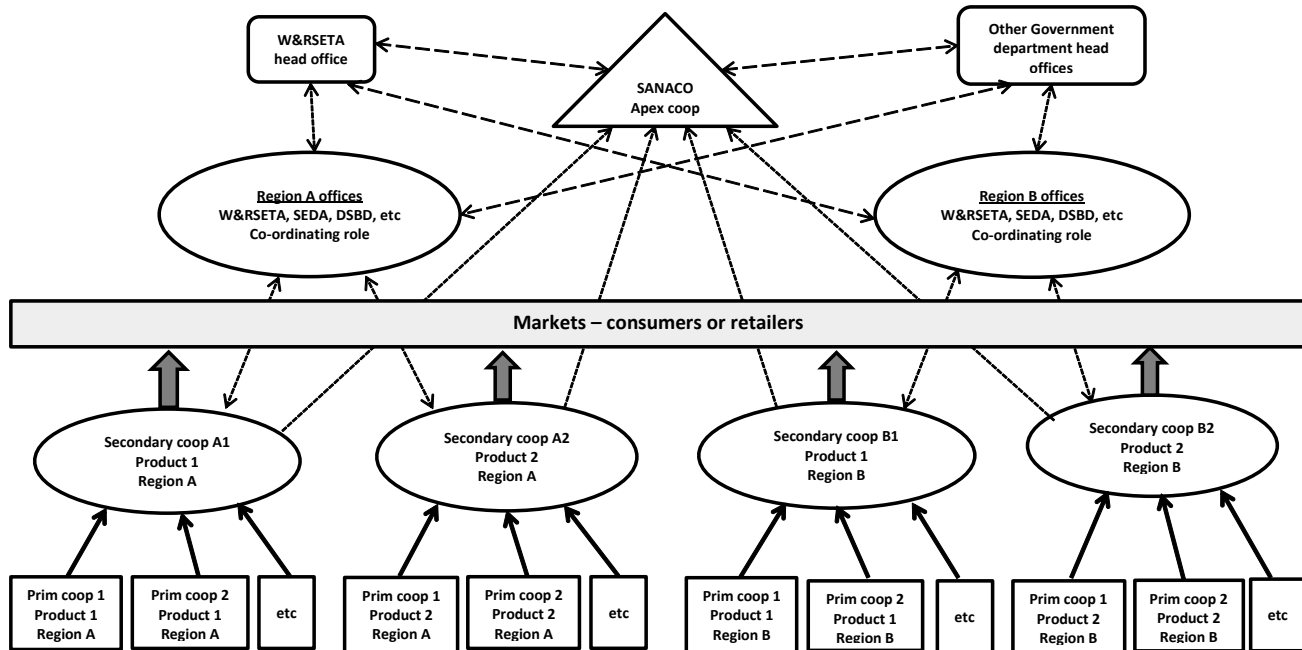 W&RSETA
head office
SANACO
Apex coop
Other Government
department head
offices
Region A offices
W&RSETA, SEDA, DSBD, etc
Co-ordinating role
Region B offices
W&RSETA, SEDA, DSBD, etc
Co-ordinating role
Markets – consumers or retailers
Secondary coop A1
Product 1
Region A
Secondary coop A2
Product 2
Region A
Secondary coop B1
Product 1
Region B
Secondary coop B2
Product 2
Region B
Prim coop 1
Product 1
Region A
Prim coop 2
Product 1
Region A
etc
Prim coop 1
Product 2
Region A
Prim coop 2
Product 2
Region A
etc
Prim coop 1
Product 1
Region B
Prim coop 2
Product 1
Region B
etc
Prim coop 1
Product 2
Region B
Prim coop 2
Product 2
Region B
etc